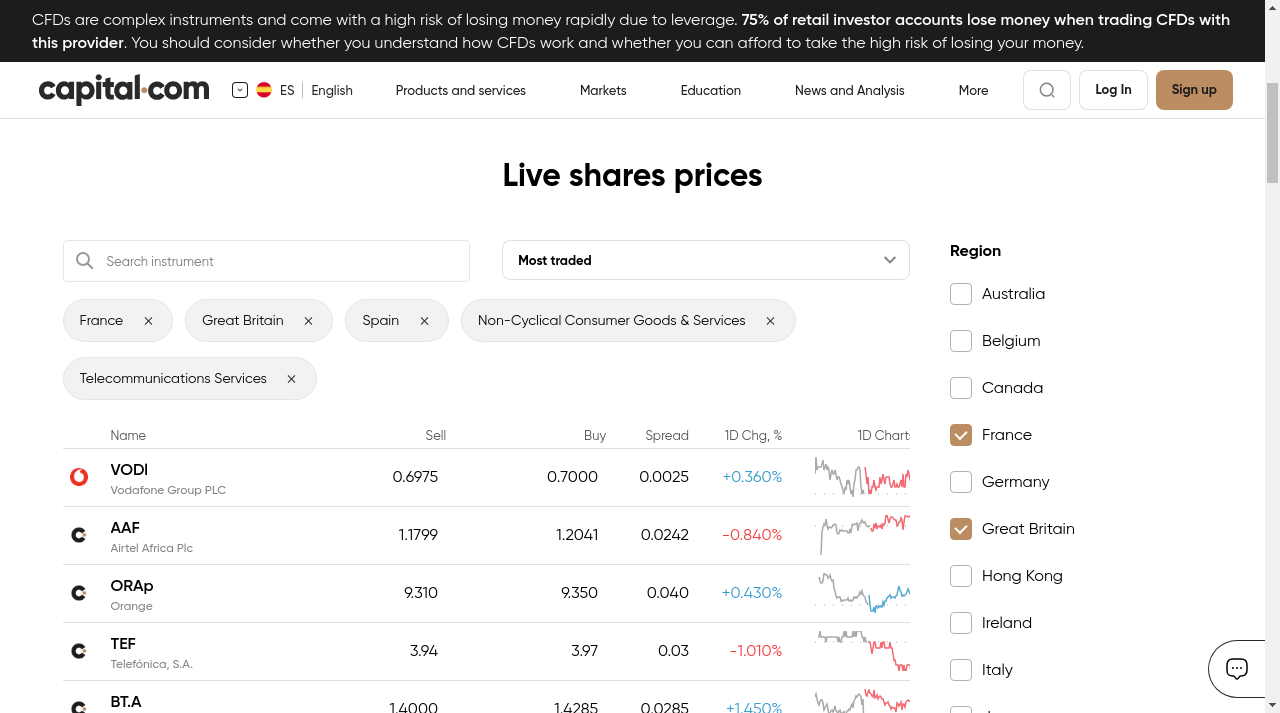 CFDs are complex instruments and come with a high risk of losing money rapidly due to leverage. 75% of retail investor accounts lose money when trading CFDs with
this provider. You should consider whether you understand how CFDs work and whether you can afford to take the high risk of losing your money.
capital.com
ES
English
Products and services
Markets
Education
News and Analysis
More
Log In
Sign up
Live shares prices
Search instrument
Most traded
France
Great Britain
Spain
Non-Cyclical Consumer Goods & Services
Telecommunications Services
Name Sell Buy Spread 1D Chg, % 1D Chart
VODl 0.6975 0.7000 0.0025 +0.360%
Vodafone Group PLC
AAF 1.1799 1.2041 0.0242 -0.840%
Airtel Africa Plc
ORAp 9.310 9.350 0.040 +0.430%
Orange
TEF 3.94 3.97 0.03 -1.010%
Telefónica, S.A.
BT.A 1.4000 1.4285 0.0285 +1.450%
Region
Australia
Belgium
Canada
France
Germany
Great Britain
Hong Kong
Ireland
Italy